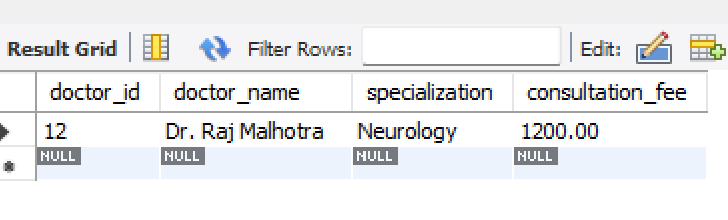 Result Grid Filter Rows: Edit:
doctor_id doctor_name specialization consultation_fee
12 Dr. Raj Malhotra Neurology 1200.00
NULL NULL NULL NULL